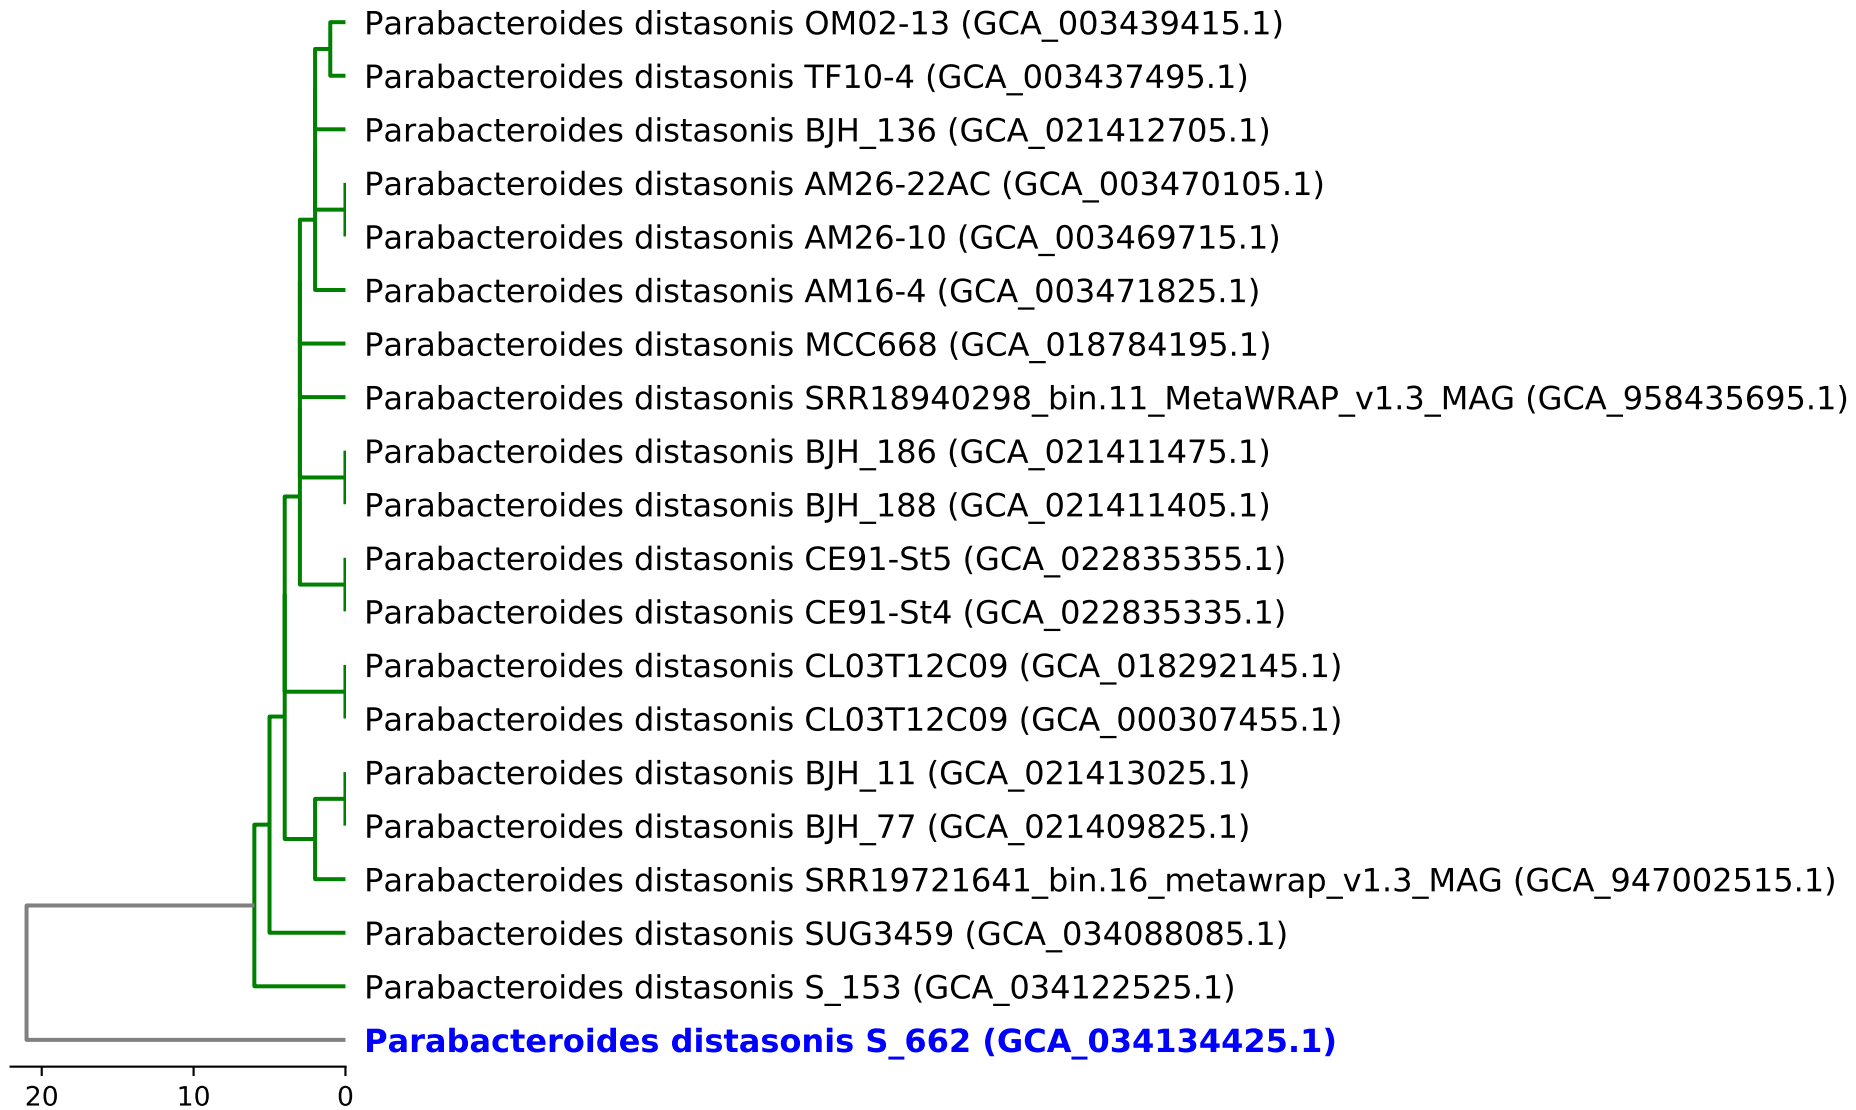 Parabacteroides distasonis OM02-13 (GCA_003439415.1)
Parabacteroides distasonis TF10-4 (GCA_003437495.1)
Parabacteroides distasonis BJH_136 (GCA_021412705.1)
Parabacteroides distasonis AM26-22AC (GCA_003470105.1)
Parabacteroides distasonis AM26-10 (GCA_003469715.1)
Parabacteroides distasonis AM16-4 (GCA_003471825.1)
Parabacteroides distasonis MCC668 (GCA_018784195.1)
Parabacteroides distasonis SRR18940298_bin.11_MetaWRAP_v1.3_MAG (GCA_958435695.1)
Parabacteroides distasonis BJH_186 (GCA_021411475.1)
Parabacteroides distasonis BJH_188 (GCA_021411405.1)
Parabacteroides distasonis CE91-St5 (GCA_022835355.1)
Parabacteroides distasonis CE91-St4 (GCA_022835335.1)
Parabacteroides distasonis CL03T12C09 (GCA_018292145.1)
Parabacteroides distasonis CL03T12C09 (GCA_000307455.1)
Parabacteroides distasonis BJH_11 (GCA_021413025.1)
Parabacteroides distasonis BJH_77 (GCA_021409825.1)
Parabacteroides distasonis SRR19721641_bin.16_metawrap_v1.3_MAG (GCA_947002515.1)
Parabacteroides distasonis SUG3459 (GCA_034088085.1)
Parabacteroides distasonis S_153 (GCA_034122525.1)
Parabacteroides distasonis S_662 (GCA_034134425.1)
20 10 0